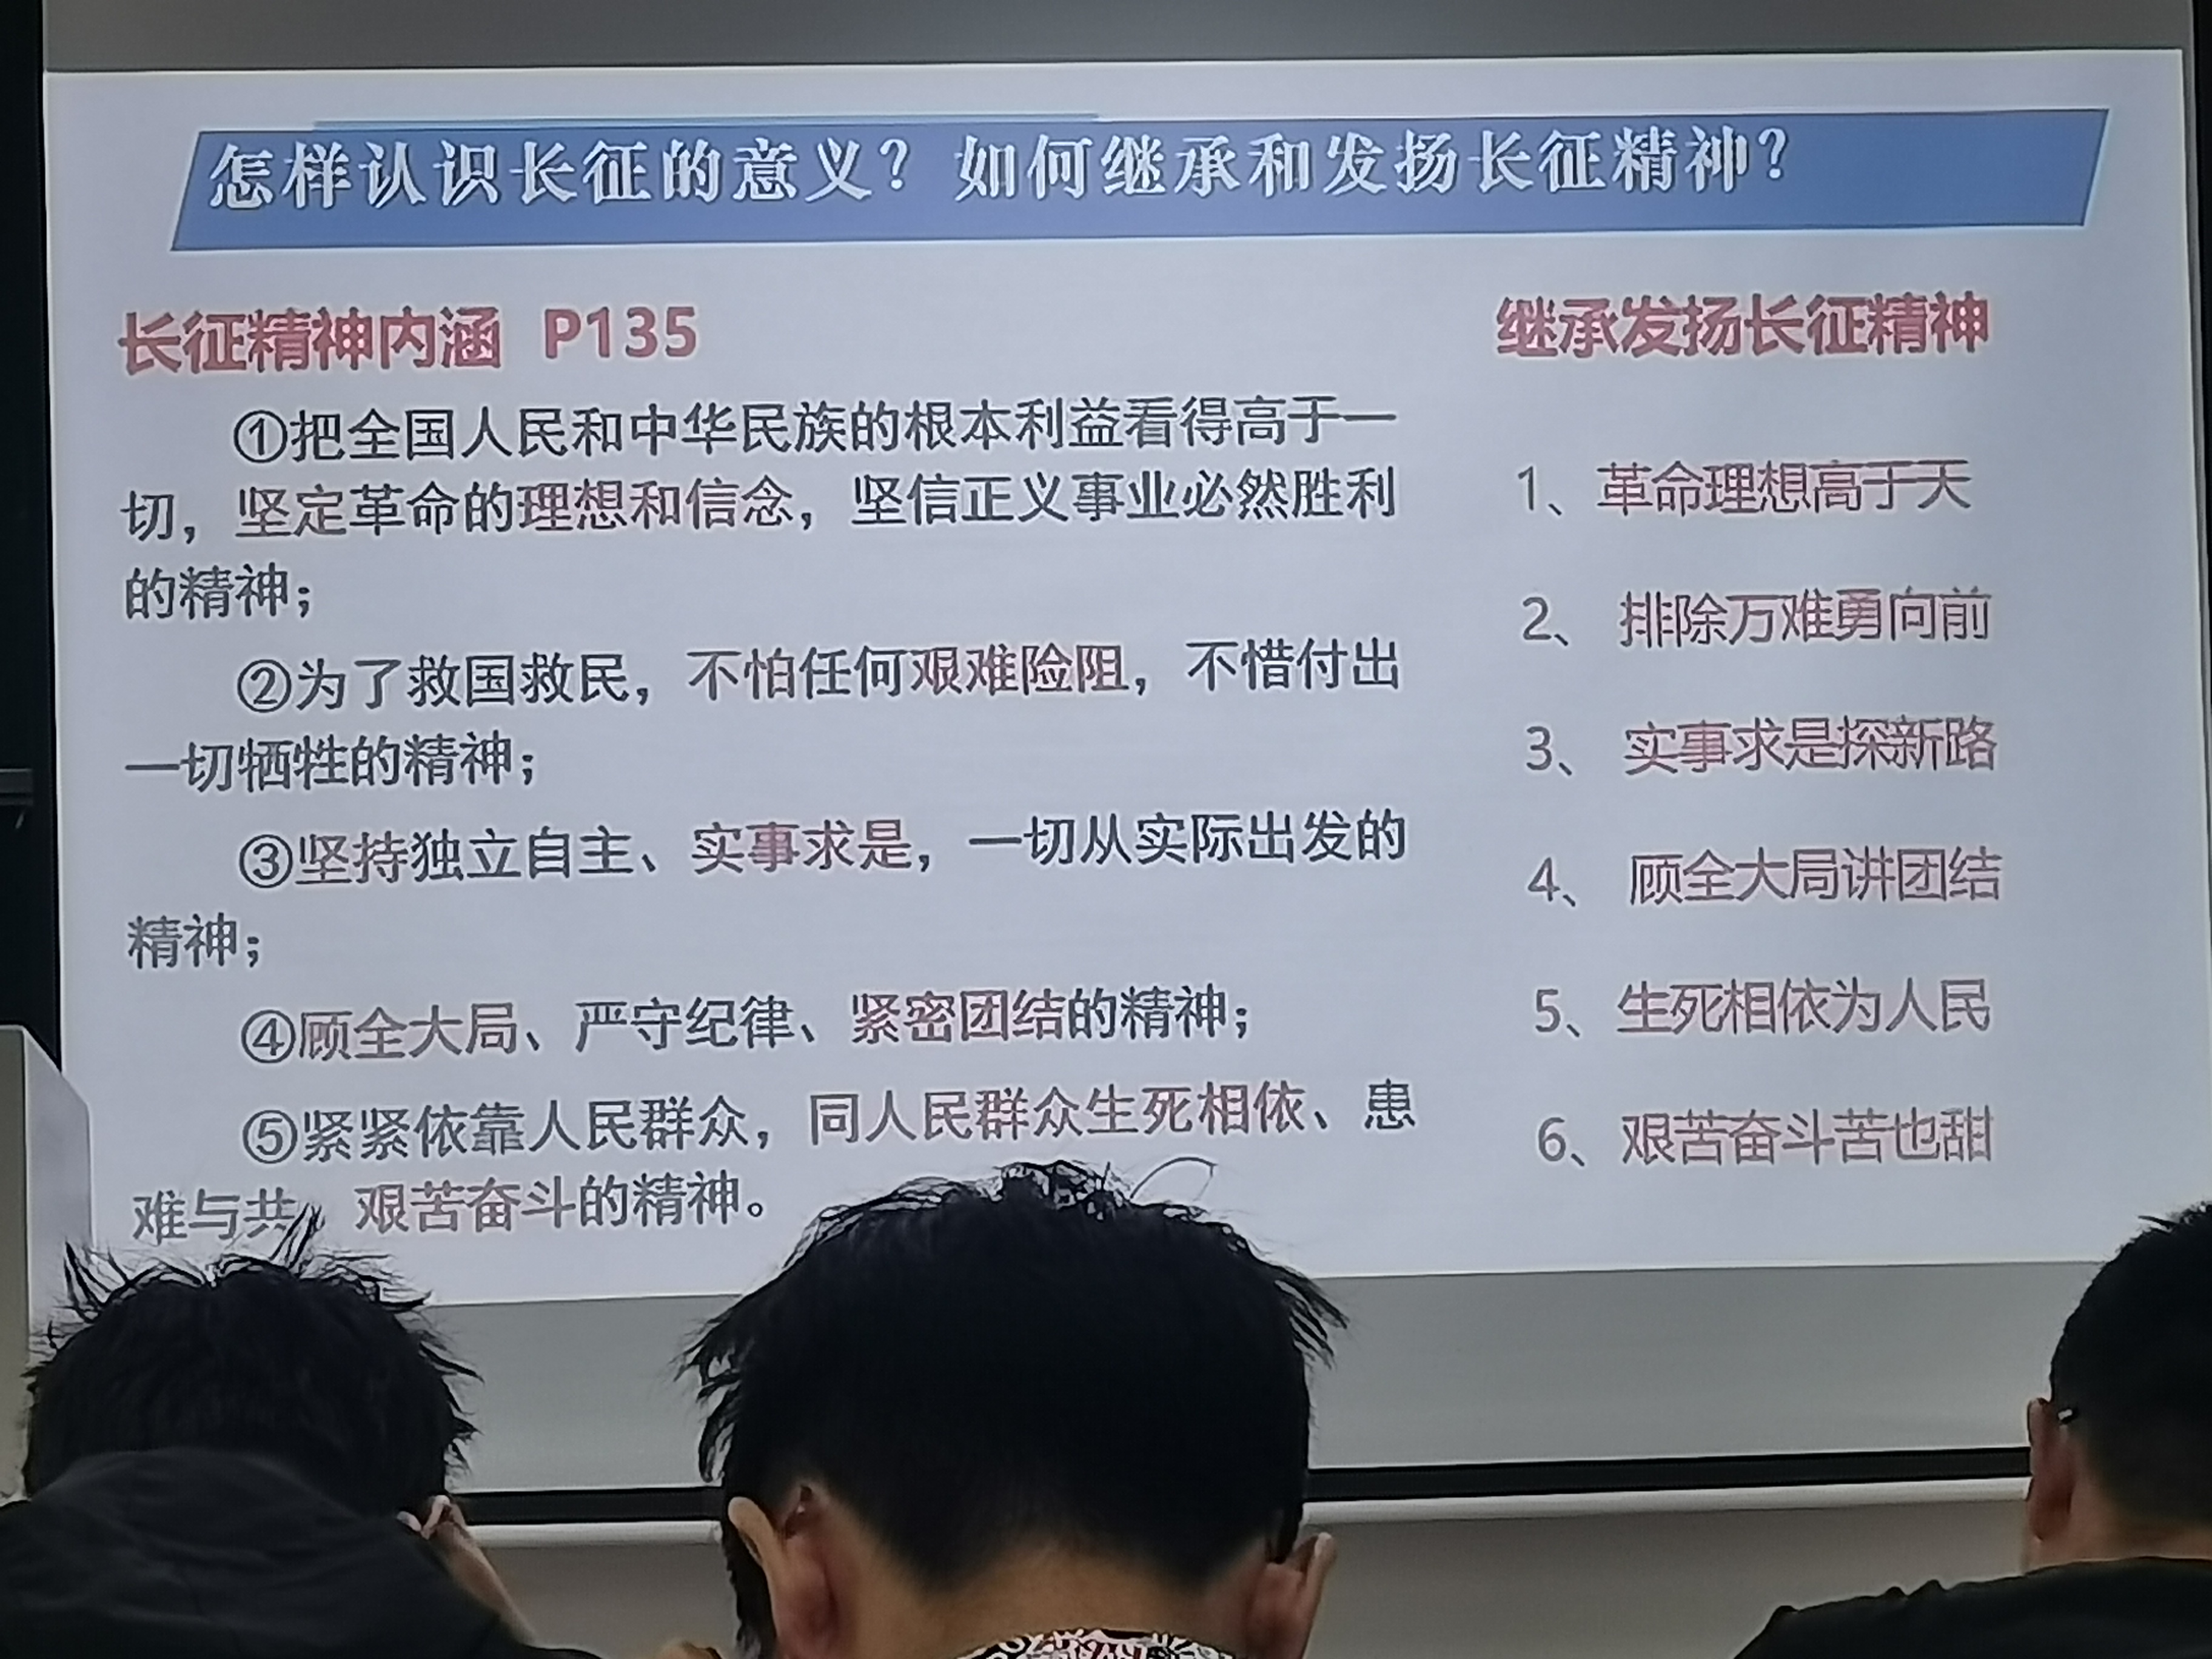 怎样认识长征的意义？如何继承和发扬长征精神？
长征精神内涵 P135
①把全国人民和中华民族的根本利益看得高于一
切，坚定革命的理想和信念，坚信正义事业必然胜利
的精神；
②为了救国救民，不怕任何艰难险阻，不惜付出
一切牺牲的精神；
③坚持独立自主、实事求是，一切从实际出发的
精神；
④顾全大局、严守纪律、紧密团结的精神；
⑤紧紧依靠人民群众，同人民群众生死相依、患
难与共、艰苦奋斗的精神。
继承发扬长征精神
1、革命理想高于天
2、 排除万难勇向前
3、 实事求是探新路
4、 顾全大局讲团结
5、生死相依为人民
6、艰苦奋斗苦也甜